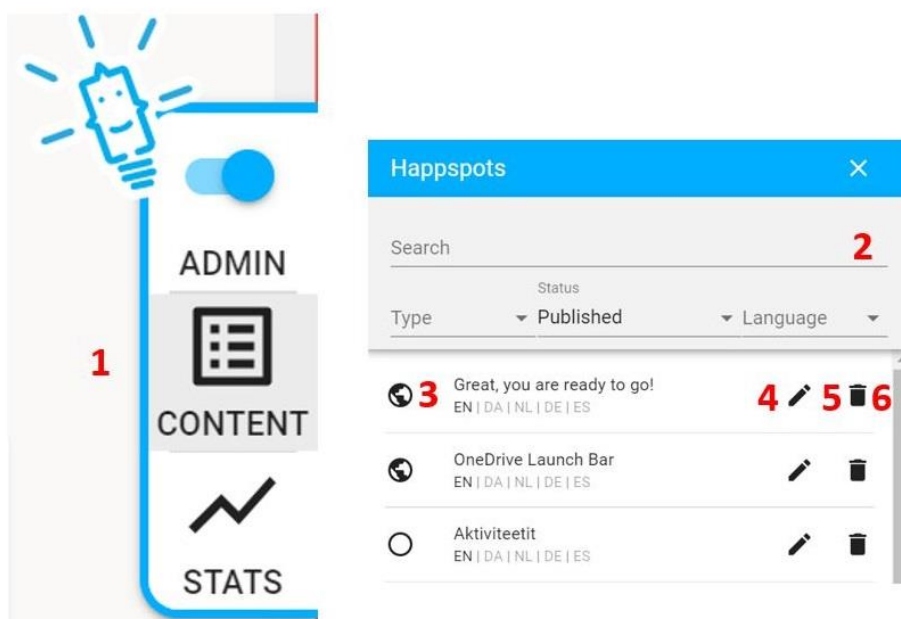 ADMIN
1
CONTENT
STATS
Happspots
Search
2
Status
Type
Published
Language
3
Great, you are ready to go!
4
5
6
EN | DA | NL | DE | ES
OneDrive Launch Bar
EN | DA | NL | DE | ES
Aktiviteetit
EN | DA | NL | DE | ES